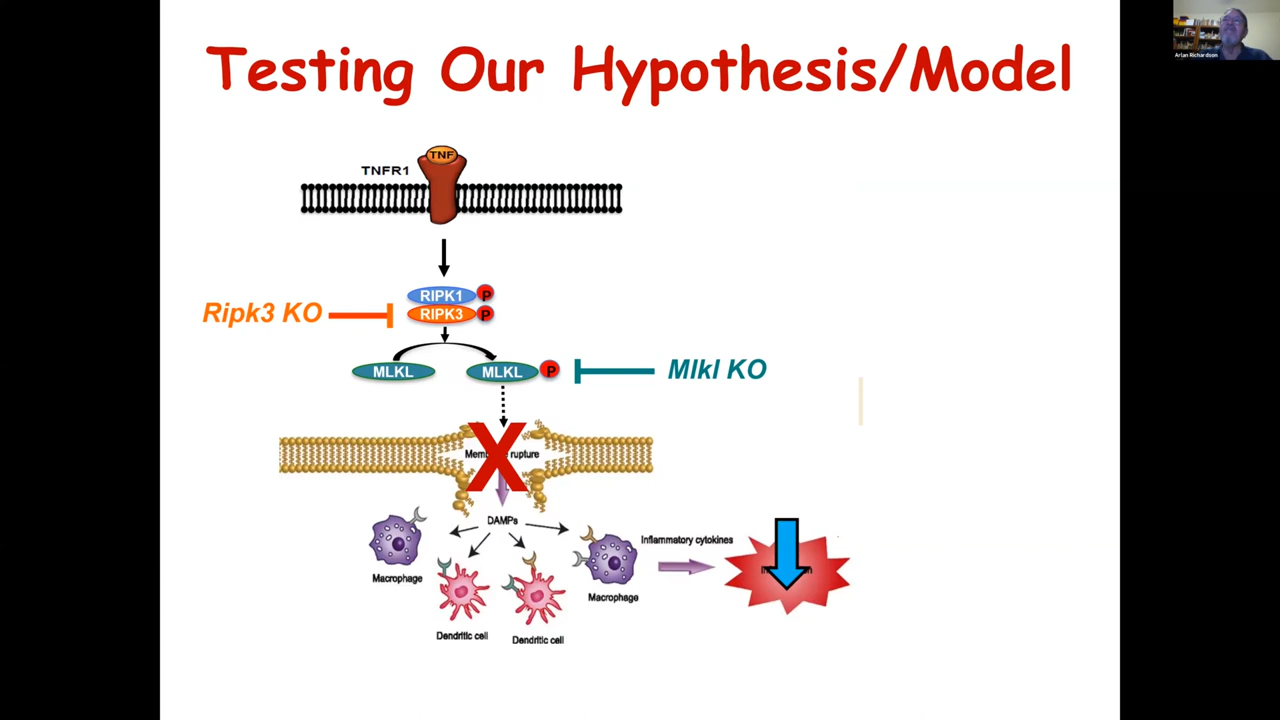 Testing Our Hypothesis/Model
Arlan Richardson
TNF
TNFR1
RIPK1 P
Ripk3 KO
RIPK3 P
MLKL
MLKL P
Mlkl KO
rupture
DAMPs
Inflammatory cytokines
Macrophage
Macrophage
Dendritic cell
Dendritic cell